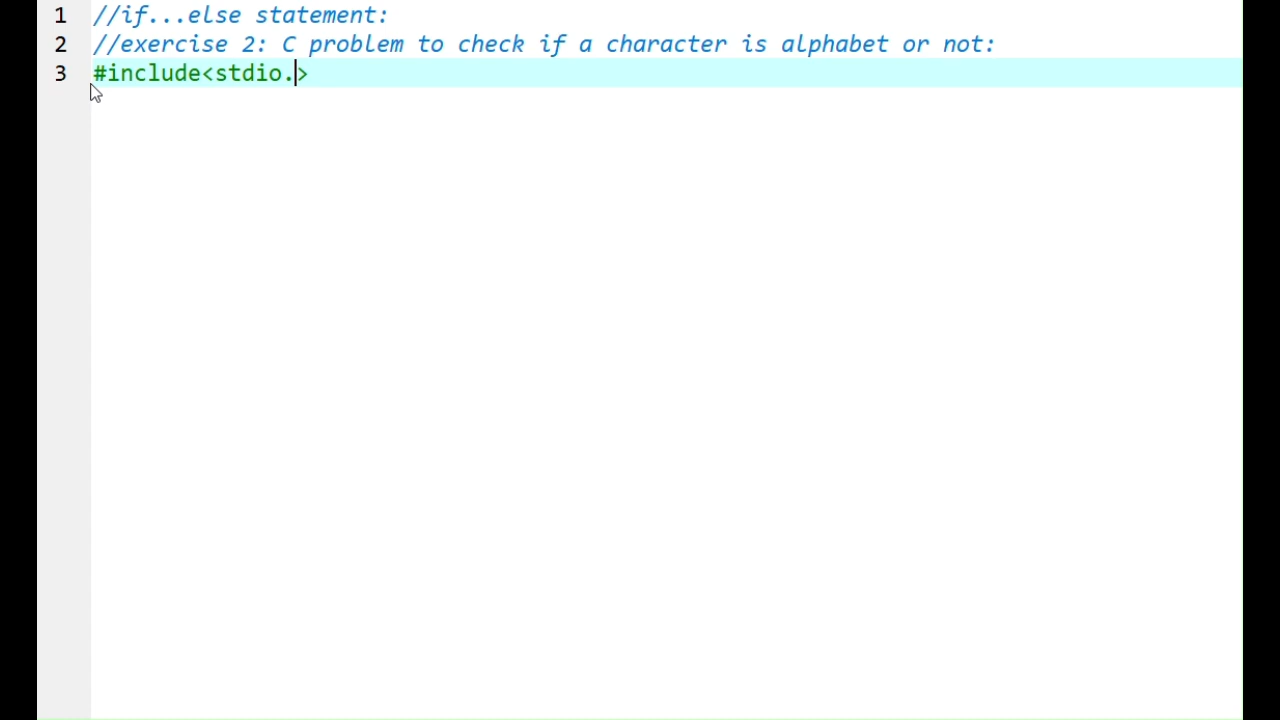 1 //if...else statement:
2 //exercise 2: C problem to check if a character is alphabet or not:
3 #include<stdio.>